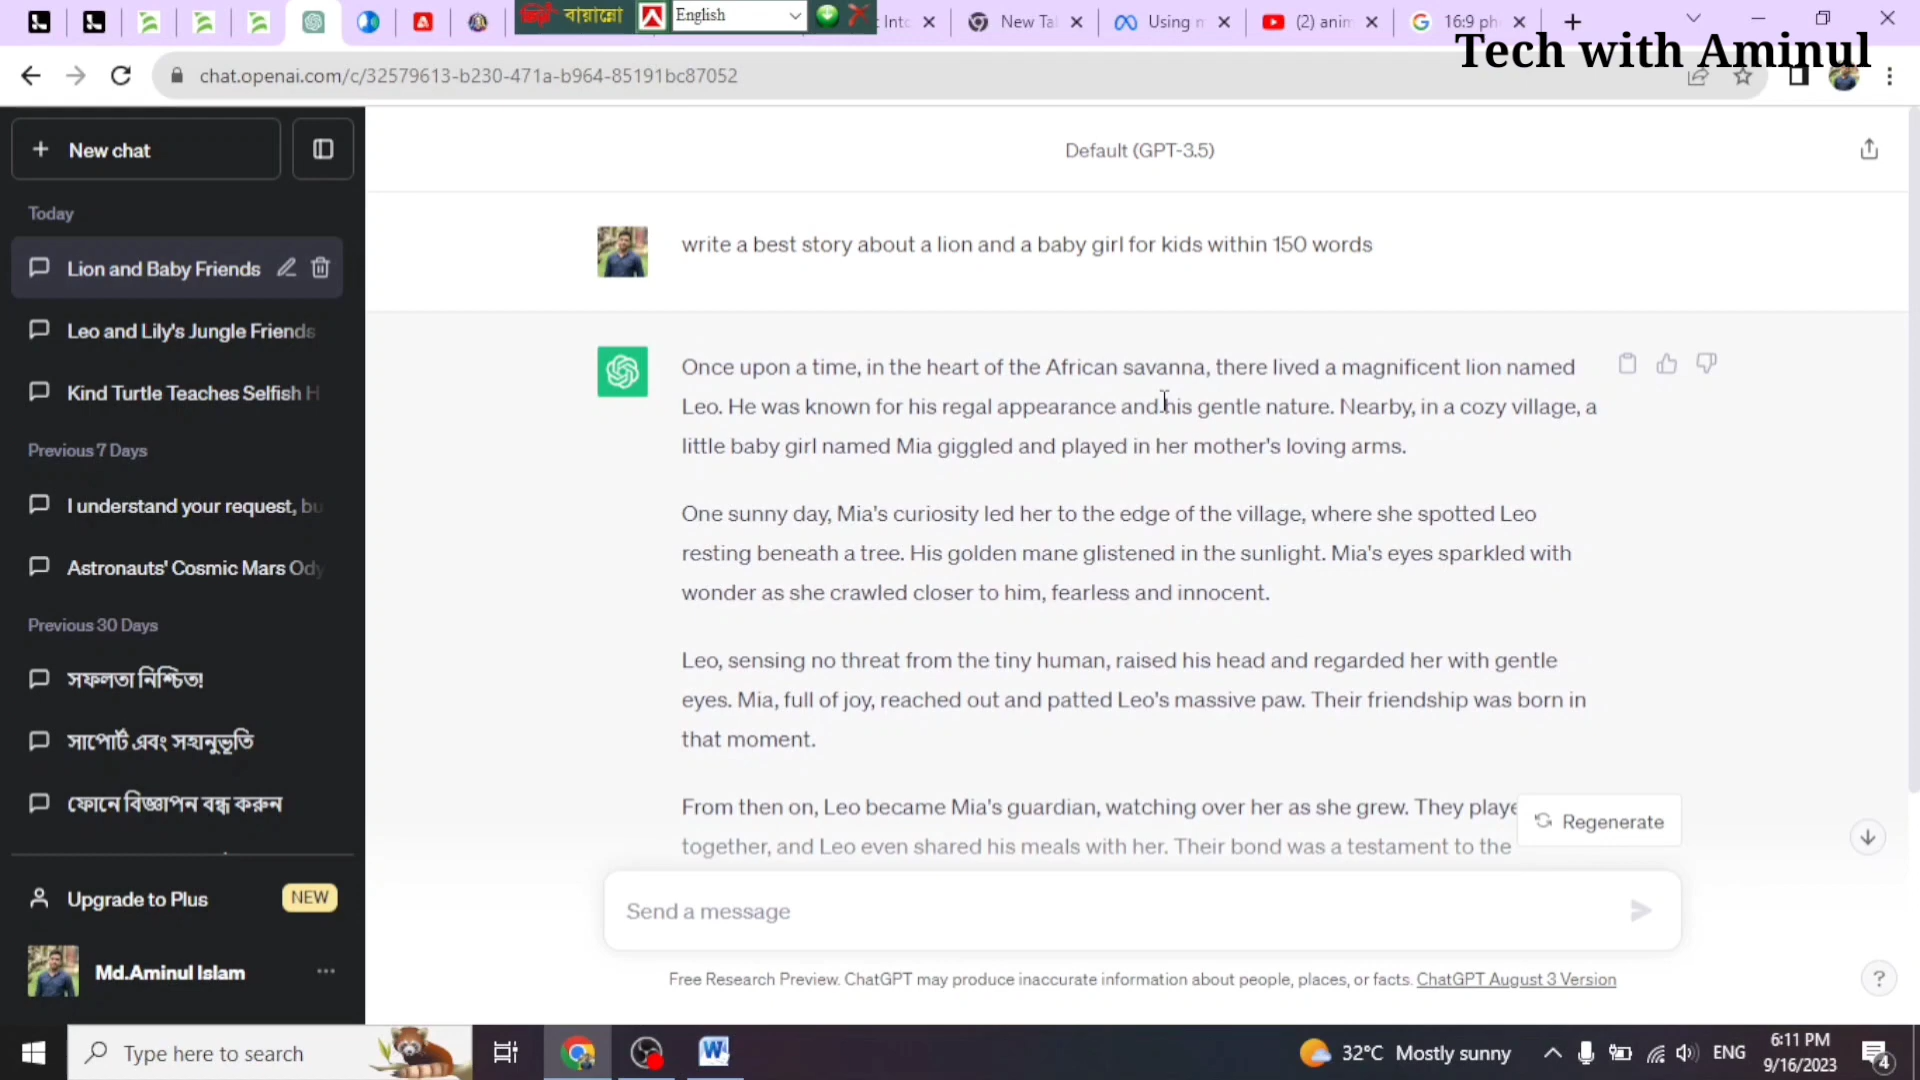 বায়ান্নো
English
Into
New Ta
Using m
(2) anim
16:9 ph
Tech with Aminul
chat.openai.com/c/32579613-b230-471a-b964-85191bc87052
New chat
Default (GPT-3.5)
Today
Lion and Baby Friends
Leo and Lily's Jungle Friends
Kind Turtle Teaches Selfish H
Previous 7 Days
I understand your request, bu
Astronauts' Cosmic Mars Ody
Previous 30 Days
সফলতা নিশ্চিত!
সাপোর্ট এবং সহানুভূতি
ফোনে বিজ্ঞাপন বন্ধ করুন
Upgrade to Plus
NEW
Md.Aminul Islam
write a best story about a lion and a baby girl for kids within 150 words
Once upon a time, in the heart of the African savanna, there lived a magnificent lion named
Leo. He was known for his regal appearance and his gentle nature. Nearby, in a cozy village, a
little baby girl named Mia giggled and played in her mother's loving arms.
One sunny day, Mia's curiosity led her to the edge of the village, where she spotted Leo
resting beneath a tree. His golden mane glistened in the sunlight. Mia's eyes sparkled with
wonder as she crawled closer to him, fearless and innocent.
Leo, sensing no threat from the tiny human, raised his head and regarded her with gentle
eyes. Mia, full of joy, reached out and patted Leo's massive paw. Their friendship was born in
that moment.
From then on, Leo became Mia's guardian, watching over her as she grew. They playe
together, and Leo even shared his meals with her. Their bond was a testament to the
Regenerate
Send a message
Free Research Preview. ChatGPT may produce inaccurate information about people, places, or facts. ChatGPT August 3 Version
?
Type here to search
32°C Mostly sunny
ENG
6:11 PM
9/16/2023
4